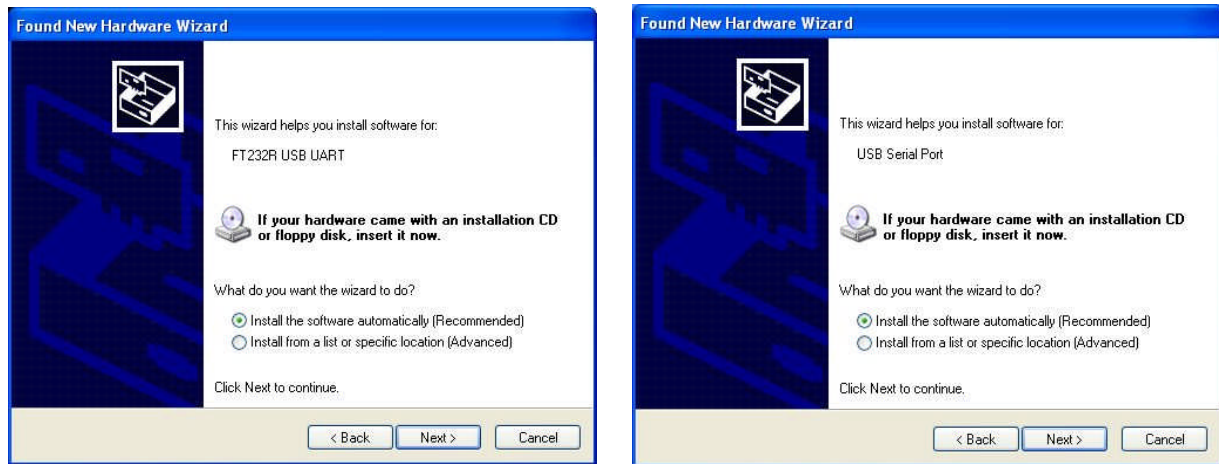 Found New Hardware Wizard
This wizard helps you install software for:
FT232R USB UART
If your hardware came with an installation CD
or floppy disk, insert it now.
What do you want the wizard to do?
Install the software automatically (Recommended)
Install from a list or specific location (Advanced)
Click Next to continue.
< Back
Next >
Cancel
Found New Hardware Wizard
This wizard helps you install software for:
USB Serial Port
If your hardware came with an installation CD
or floppy disk, insert it now.
What do you want the wizard to do?
Install the software automatically (Recommended)
Install from a list or specific location (Advanced)
Click Next to continue.
< Back
Next >
Cancel